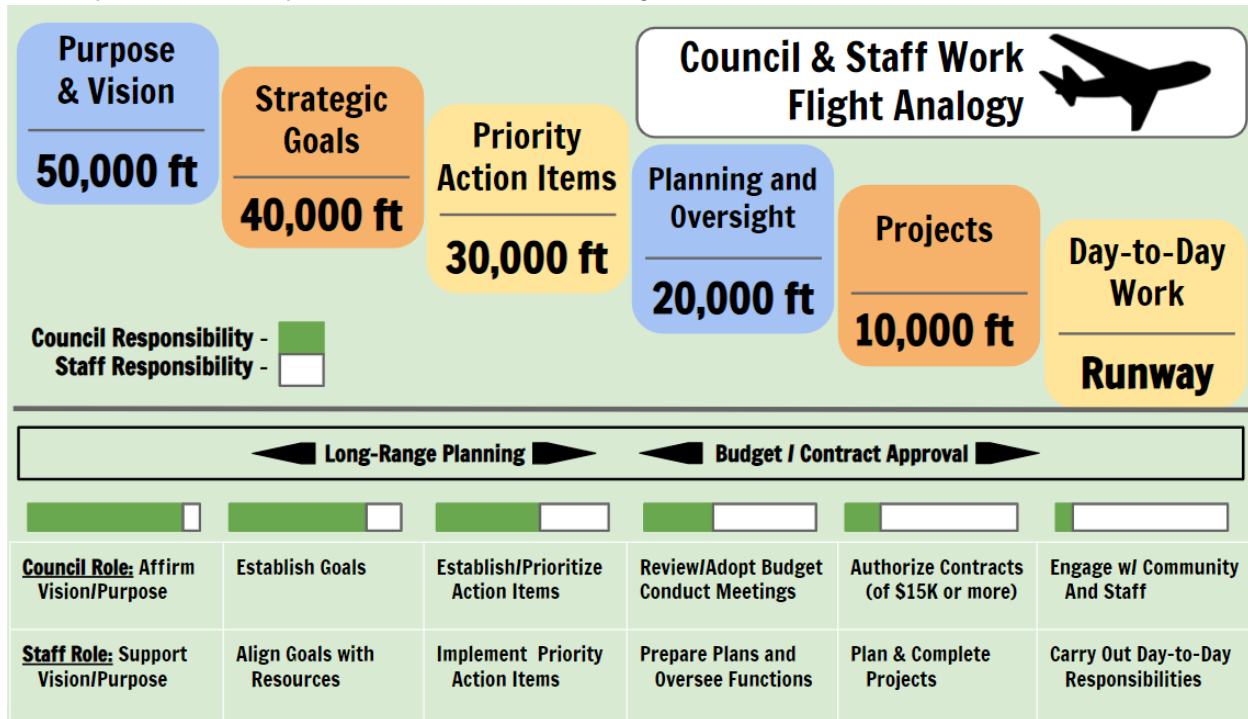 Purpose
& Vision
50,000 ft
Strategic
Goals
40,000 ft
Priority
Action Items
30,000 ft
Council & Staff Work
Flight Analogy
Planning and
Oversight
20,000 ft
Projects
10,000 ft
Day-to-Day
Work
Runway
Council Responsibility -
Staff Responsibility -
Long-Range Planning
Budget / Contract Approval
Council Role: Affirm
Vision/Purpose
Establish Goals
Establish/Prioritize
Action Items
Review/Adopt Budget
Conduct Meetings
Authorize Contracts
(of $15K or more)
Engage w/ Community
And Staff
Staff Role: Support
Vision/Purpose
Align Goals with
Resources
Implement Priority
Action Items
Prepare Plans and
Oversee Functions
Plan & Complete
Projects
Carry Out Day-to-Day
Responsibilities